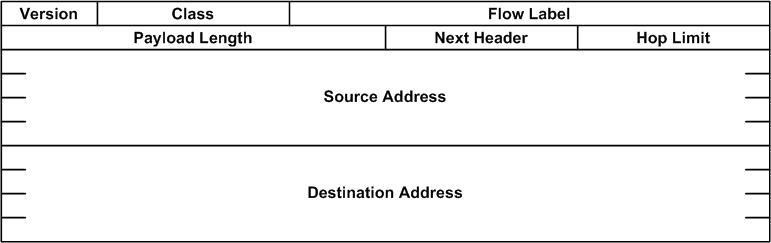 Version Class Flow Label
Payload Length Next Header Hop Limit
Source Address
Destination Address